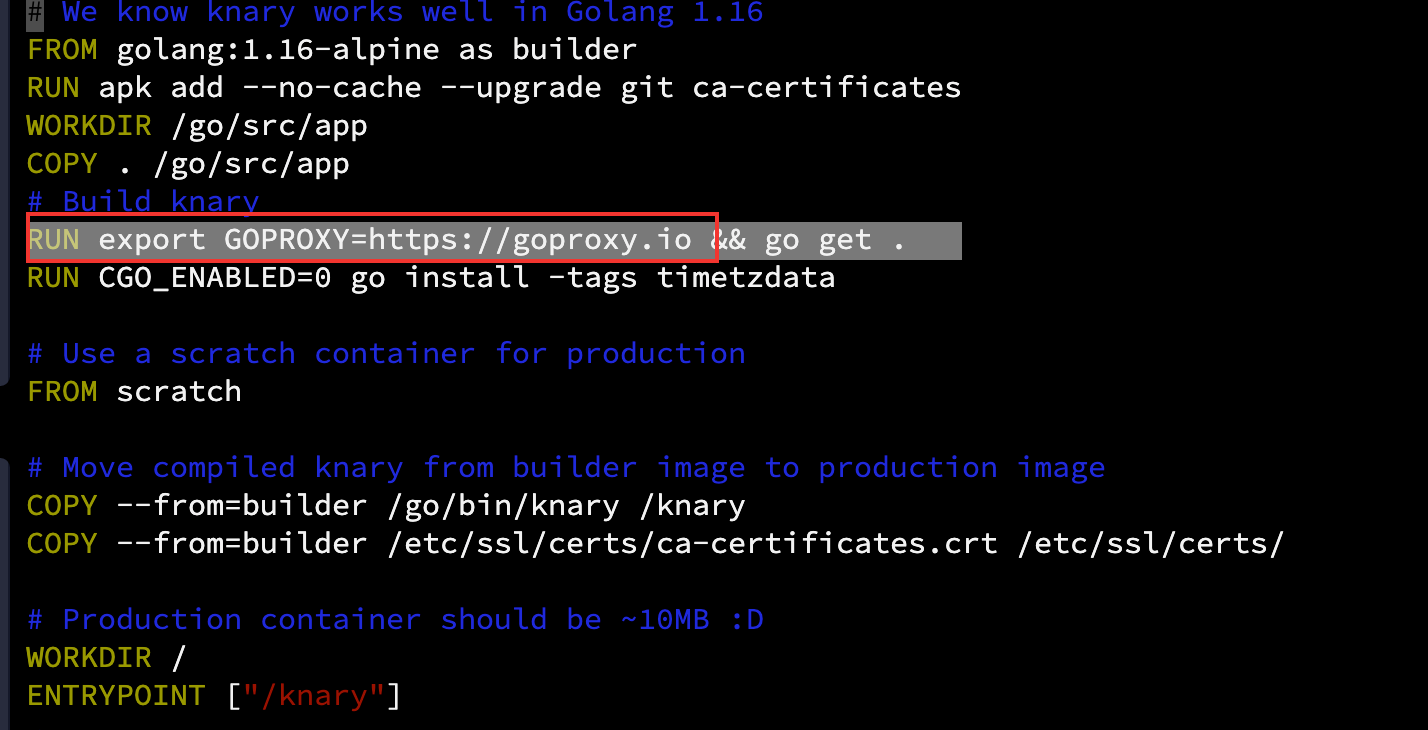 # We know knary works well in Golang 1.16
FROM golang:1.16-alpine as builder
RUN apk add --no-cache --upgrade git ca-certificates
WORKDIR /go/src/app
COPY . /go/src/app
# Build knary
RUN export GOPROXY=https://goproxy.io && go get .
RUN CGO_ENABLED=0 go install -tags timetzdata
# Use a scratch container for production
FROM scratch
# Move compiled knary from builder image to production image
COPY --from=builder /go/bin/knary /knary
COPY --from=builder /etc/ssl/certs/ca-certificates.crt /etc/ssl/certs/
# Production container should be ~10MB :D
WORKDIR /
ENTRYPOINT ["/knary"]